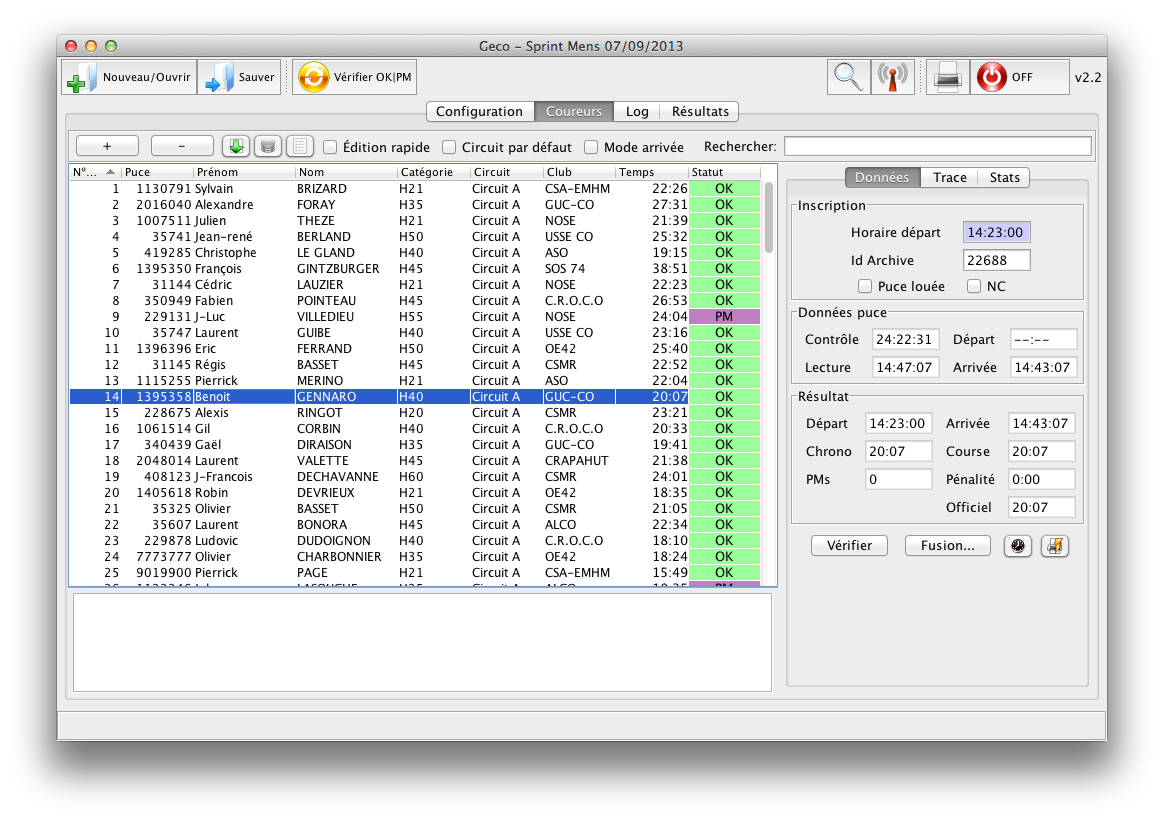 Geco – Sprint Mens 07/09/2013
Nouveau/Ouvrir Sauver Vérifier OK|PM OFF v2.2
Configuration Coureurs Log Résultats
+ – Édition rapide Circuit par défaut Mode arrivée Rechercher:
N°... Puce Prénom Nom Catégorie Circuit Club Temps Statut
1 1130791 Sylvain BRIZARD H21 Circuit A CSA-EMHM 22:26 OK
2 2016040 Alexandre FORAY H35 Circuit A GUC-CO 27:31 OK
3 1007511 Julien THEZE H21 Circuit A NOSE 21:39 OK
4 35741 Jean-rené BERLAND H50 Circuit A USSE CO 25:32 OK
5 419285 Christophe LE GLAND H40 Circuit A ASO 19:15 OK
6 1395350 François GINTZBURGER H45 Circuit A SOS 74 38:51 OK
7 31144 Cédric LAUZIER H21 Circuit A NOSE 22:23 OK
8 350949 Fabien POINTEAU H45 Circuit A C.R.O.C.O 26:53 OK
9 229131 J-Luc VILLEDIEU H55 Circuit A NOSE 24:04 PM
10 35747 Laurent GUIBE H40 Circuit A USSE CO 23:16 OK
11 1396396 Eric FERRAND H50 Circuit A OE42 25:40 OK
12 31145 Régis BASSET H45 Circuit A CSMR 22:52 OK
13 1115255 Pierrick MERINO H21 Circuit A ASO 22:04 OK
14 1395358 Benoit GENNARO H40 Circuit A GUC-CO 20:07 OK
15 228675 Alexis RINGOT H20 Circuit A CSMR 23:21 OK
16 1061514 Gil CORBIN H40 Circuit A C.R.O.C.O 20:33 OK
17 340439 Gaël DIRAISON H35 Circuit A GUC-CO 19:41 OK
18 2048014 Laurent VALETTE H45 Circuit A CRAPAHUT 21:38 OK
19 408123 J-Francois DECHAVANNE H60 Circuit A CSMR 24:01 OK
20 1405618 Robin DEVRIEUX H21 Circuit A OE42 18:35 OK
21 35325 Olivier BASSET H50 Circuit A CSMR 21:05 OK
22 35607 Laurent BONORA H45 Circuit A ALCO 22:34 OK
23 229878 Ludovic DUDOIGNON H40 Circuit A C.R.O.C.O 18:10 OK
24 7773777 Olivier CHARBONNIER H35 Circuit A OE42 18:24 OK
25 9019900 Pierrick PAGE H21 Circuit A CSA-EMHM 15:49 OK
Données Trace Stats
Inscription
Horaire départ 14:23:00
Id Archive 22688
Puce louée NC
Données puce
Contrôle 24:22:31 Départ --:--
Lecture 14:47:07 Arrivée 14:43:07
Résultat
Départ 14:23:00 Arrivée 14:43:07
Chrono 20:07 Course 20:07
PMs 0 Pénalité 0:00
Officiel 20:07
Vérifier Fusion...